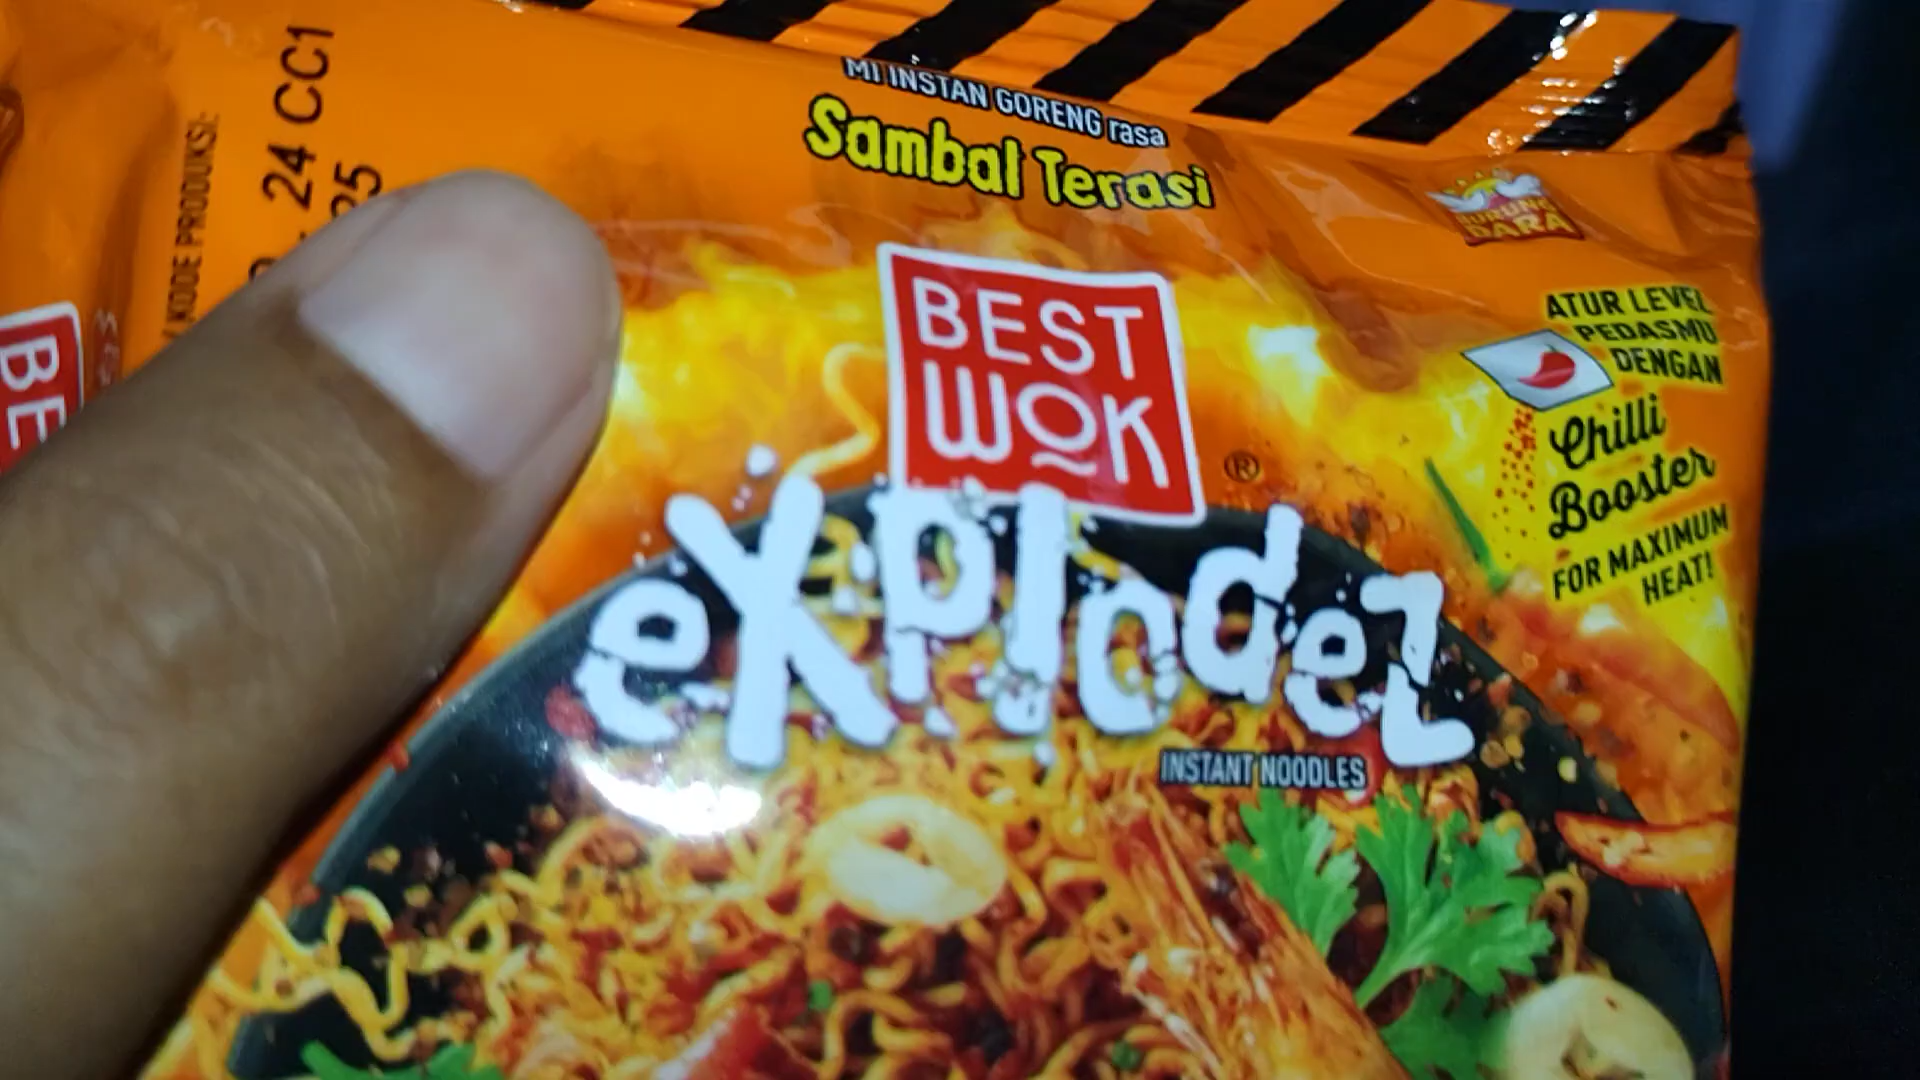 KODE PRODUKSI:
24 CC1
MI INSTAN GORENG rasa
Sambal Terasi
BURUNG
DARA
BEST
WOK
®
eXplodeZ
INSTANT NOODLES
ATUR LEVEL
PEDASMU
DENGAN
Chilli
Booster
FOR MAXIMUM
HEAT!
BE